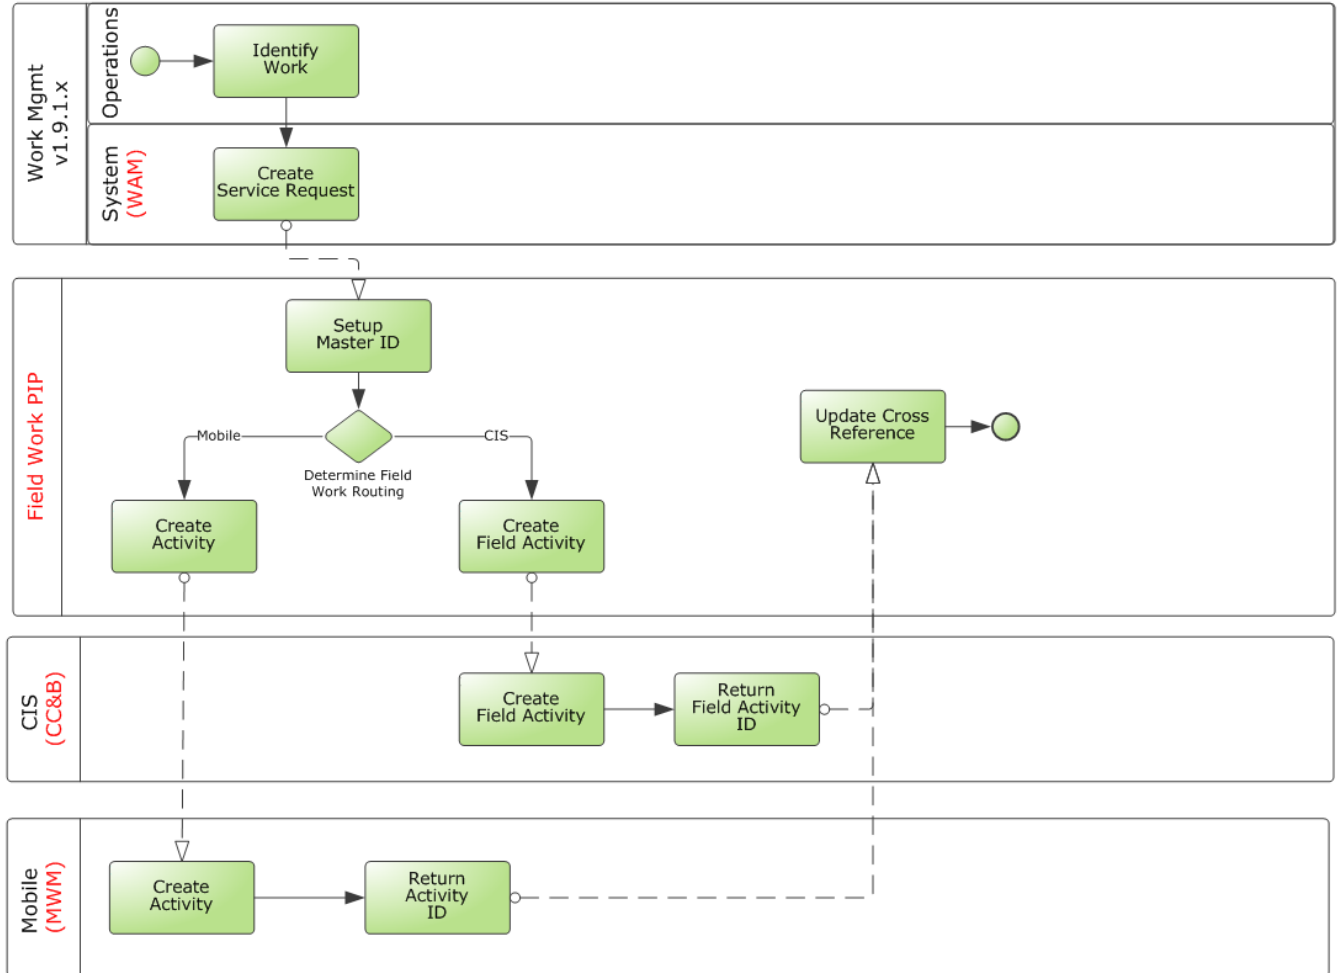 Work Mgmt
v1.9.1.x
Operations
Identify
Work
System
(WAM)
Create
Service Request
Field Work PIP
Setup
Master ID
Mobile
CIS
Determine Field
Work Routing
Create
Activity
Create
Field Activity
Update Cross
Reference
CIS
(CC&B)
Create
Field Activity
Return
Field Activity
ID
Mobile
(MWM)
Create
Activity
Return
Activity
ID